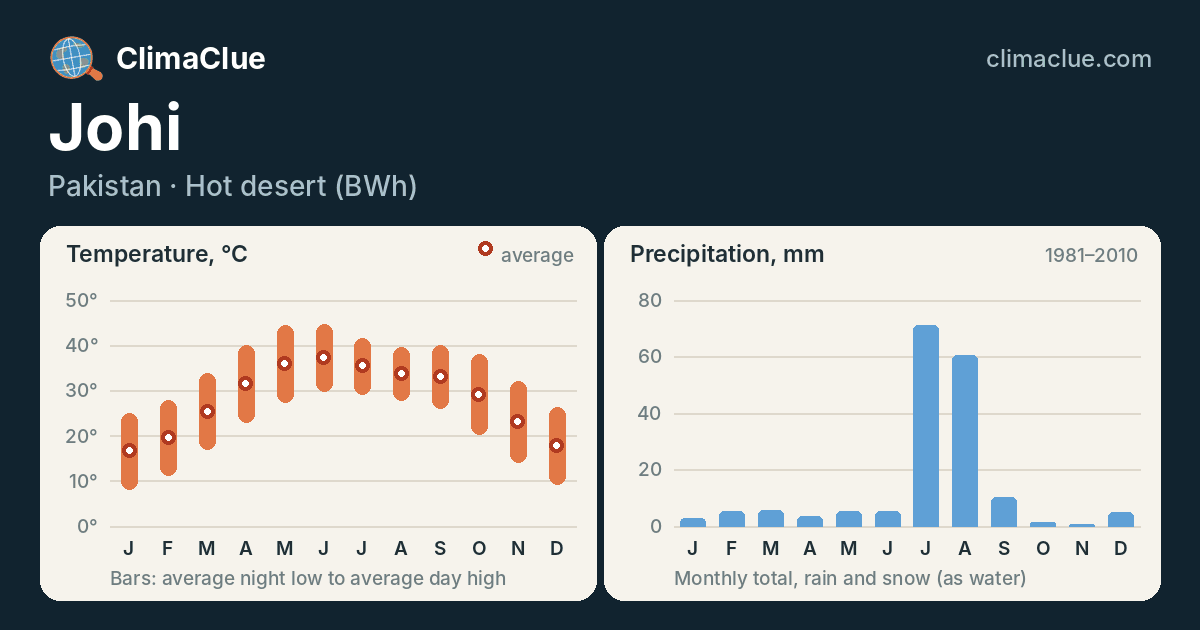 ClimaClue
climaclue.com
Johi
Pakistan · Hot desert (BWh)
Temperature, °C
average
50°
40°
30°
20°
10°
0°
J F M A M J J A S O N D
Bars: average night low to average day high
Precipitation, mm
1981–2010
80
60
40
20
0
J F M A M J J A S O N D
Monthly total, rain and snow (as water)